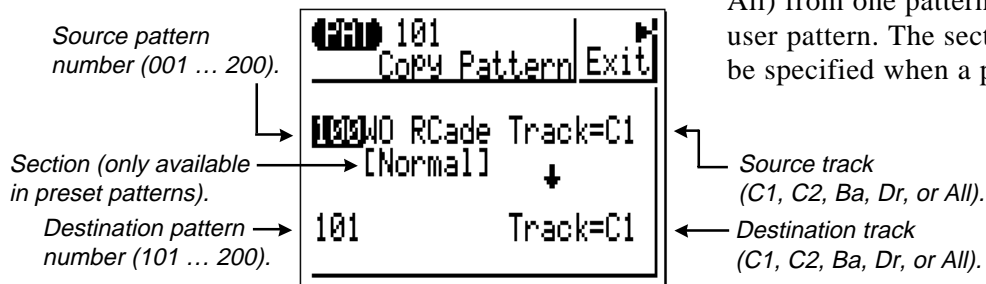 All) from one pattern
user pattern. The sect
be specified when a p
Source pattern
number (001 … 200).
Section (only available
in preset patterns).
Destination pattern
number (101 … 200).
PAT 101
Copy Pattern
Exit
100WO RCade Track=C1
[Normal]
101 Track=C1
Source track
(C1, C2, Ba, Dr, or All).
Destination track
(C1, C2, Ba, Dr, or All).